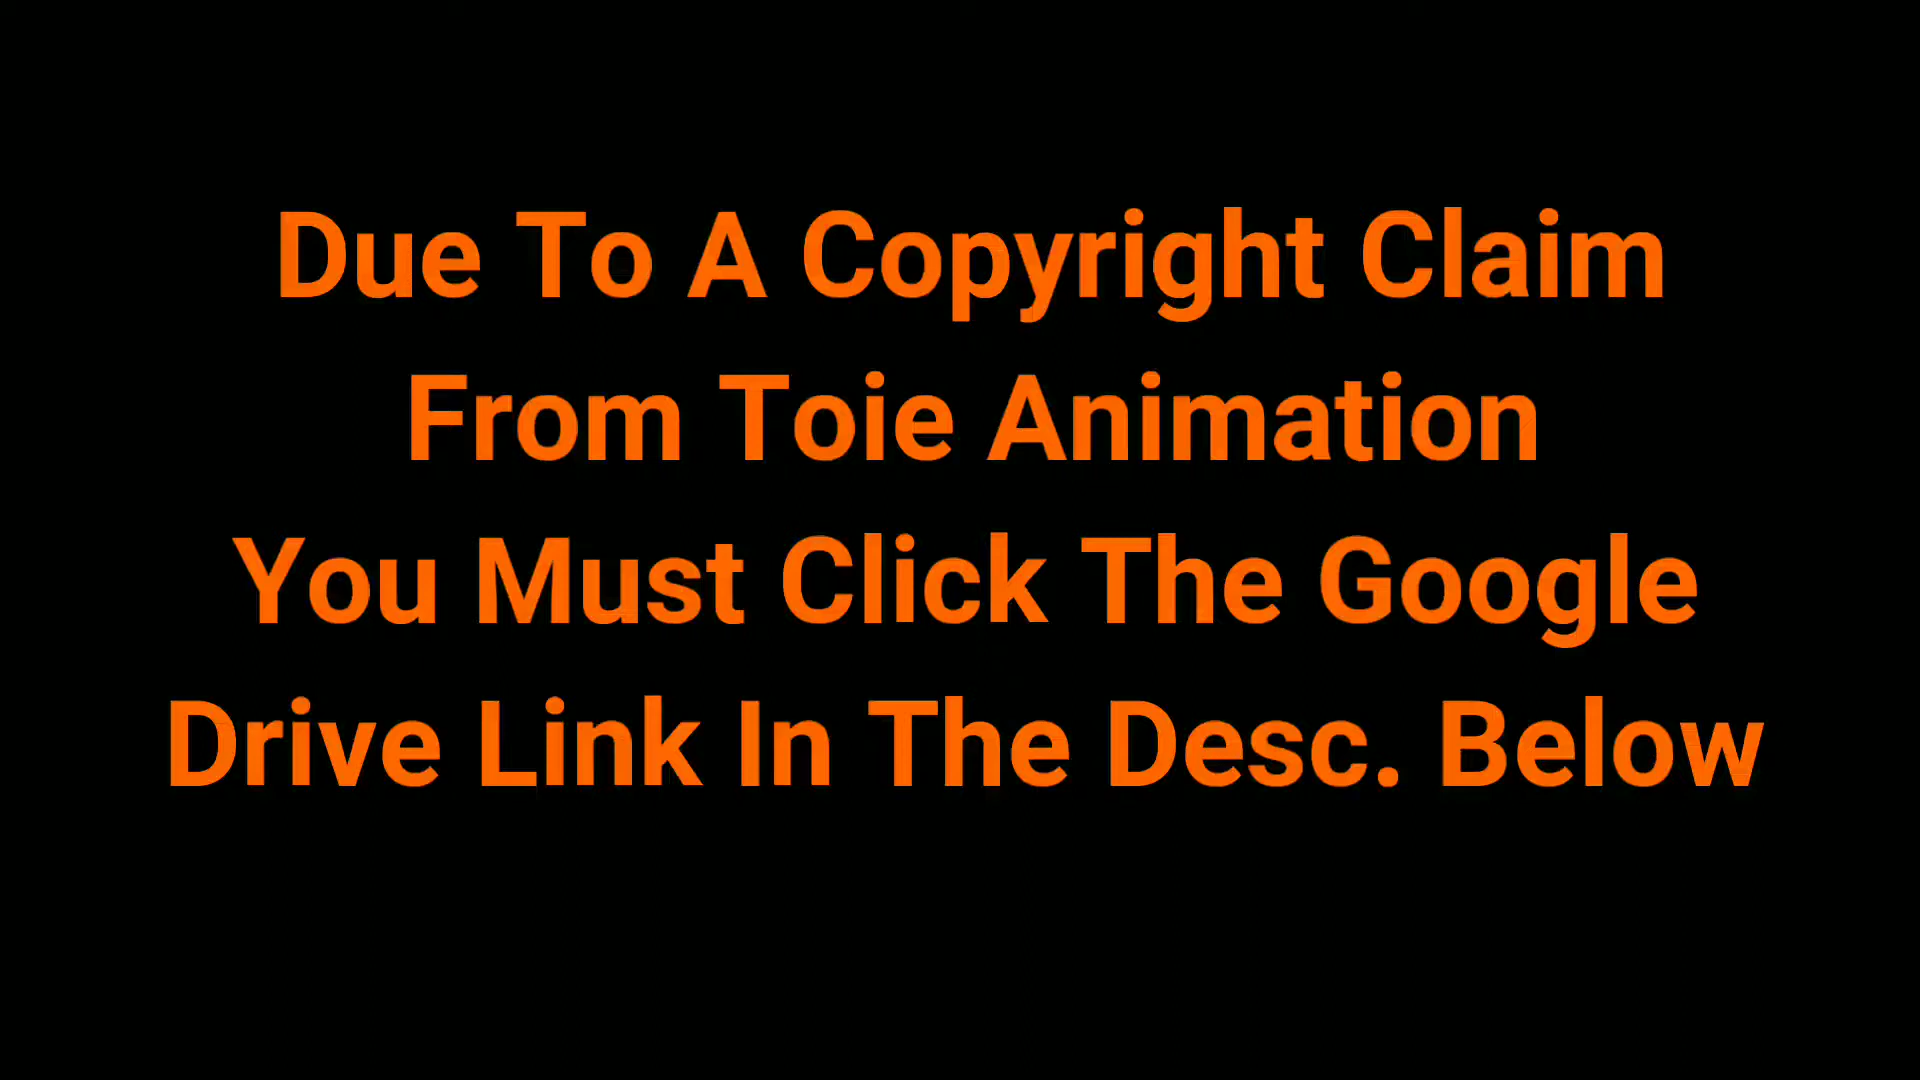 Due To A Copyright Claim
From Toie Animation
You Must Click The Google
Drive Link In The Desc. Below